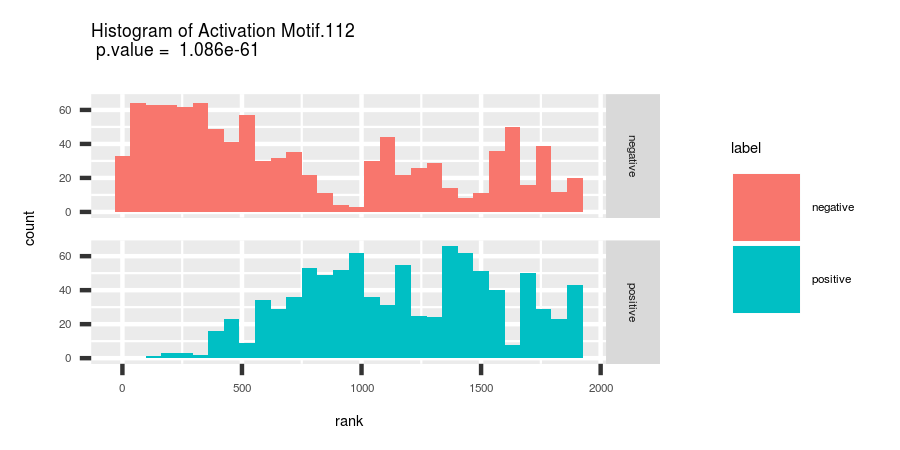 Histogram of Activation Motif.112
p.value = 1.086e-61
count
60
40
20
0
negative
60
40
20
0
positive
0 500 1000 1500 2000
rank
label
negative
positive